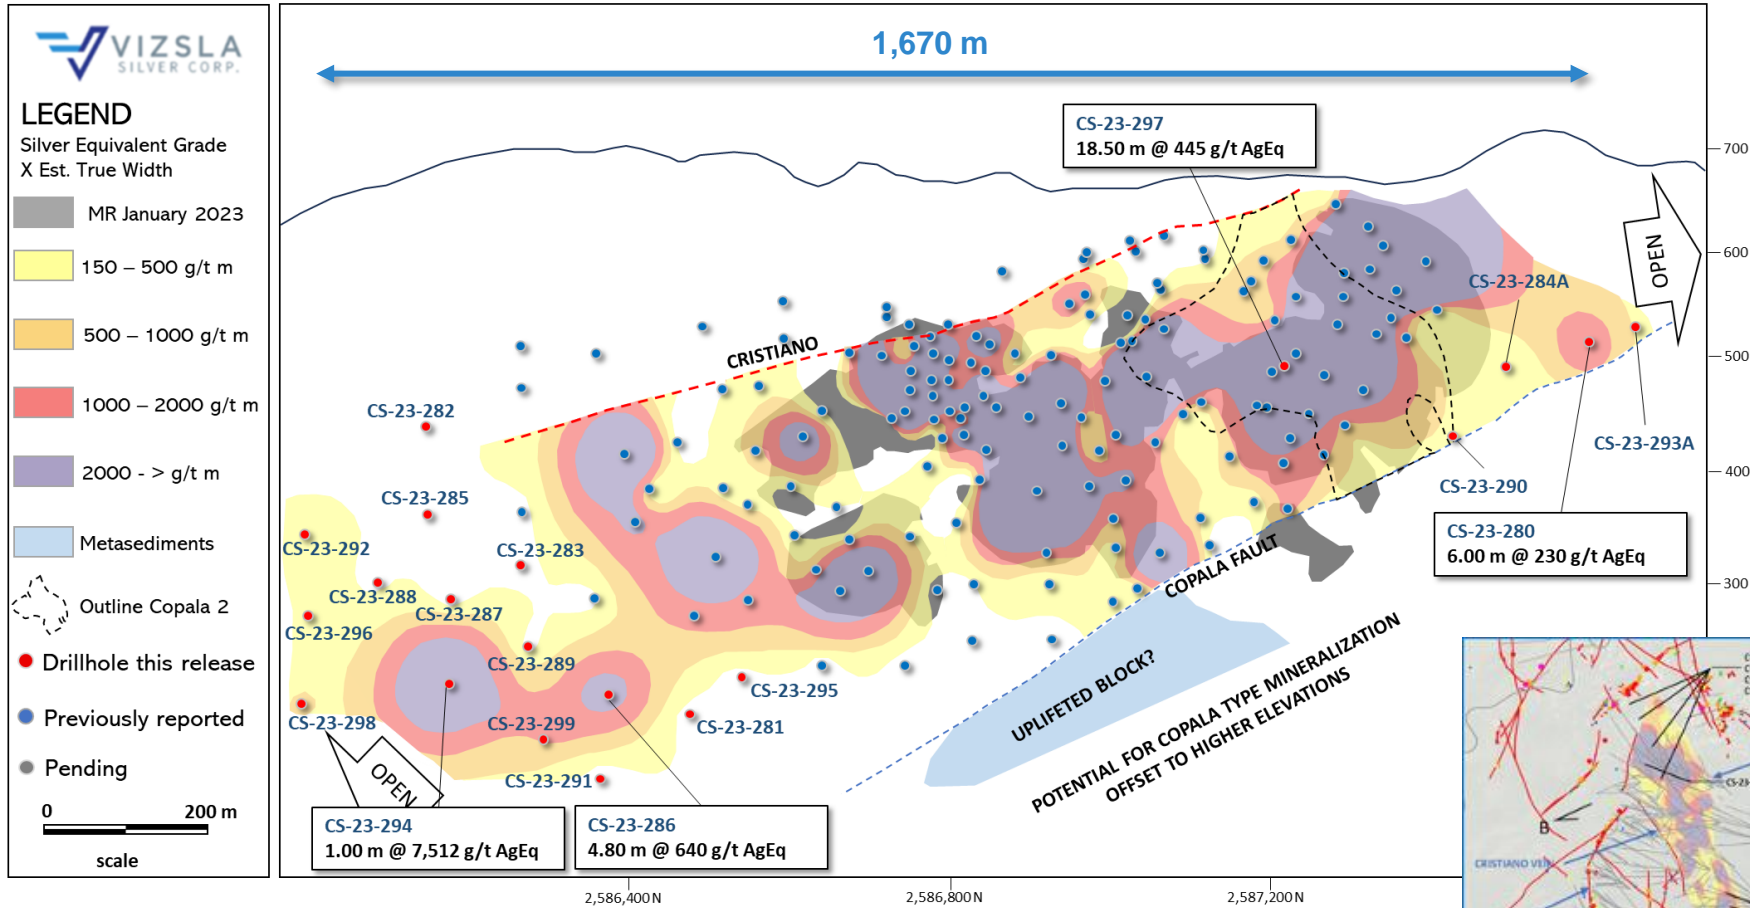 VIZSLA
SILVER CORP.
LEGEND
Silver Equivalent Grade
X Est. True Width
MR January 2023
150 – 500 g/t m
500 – 1000 g/t m
1000 – 2000 g/t m
2000 - > g/t m
Metasediments
Outline Copala 2
Drillhole this release
Previously reported
Pending
0 200 m
scale
1,670 m
CS-23-297
18.50 m @ 445 g/t AgEq
700
600
500
400
300
OPEN
CS-23-284A
CRISTIANO
CS-23-282
CS-23-293A
CS-23-290
CS-23-285
CS-23-280
6.00 m @ 230 g/t AgEq
CS-23-292
CS-23-283
COPALA FAULT
CS-23-288
CS-23-287
CS-23-296
CS-23-289
CS-23-295
CS-23-298
CS-23-299
CS-23-281
CS-23-291
UPLIFETED BLOCK?
POTENTIAL FOR COPALA TYPE MINERALIZATION
OFFSET TO HIGHER ELEVATIONS
OPEN
CS-23-294
1.00 m @ 7,512 g/t AgEq
CS-23-286
4.80 m @ 640 g/t AgEq
2,586,400N
2,586,800N
2,587,200N
B
CRISTIANO VEIN